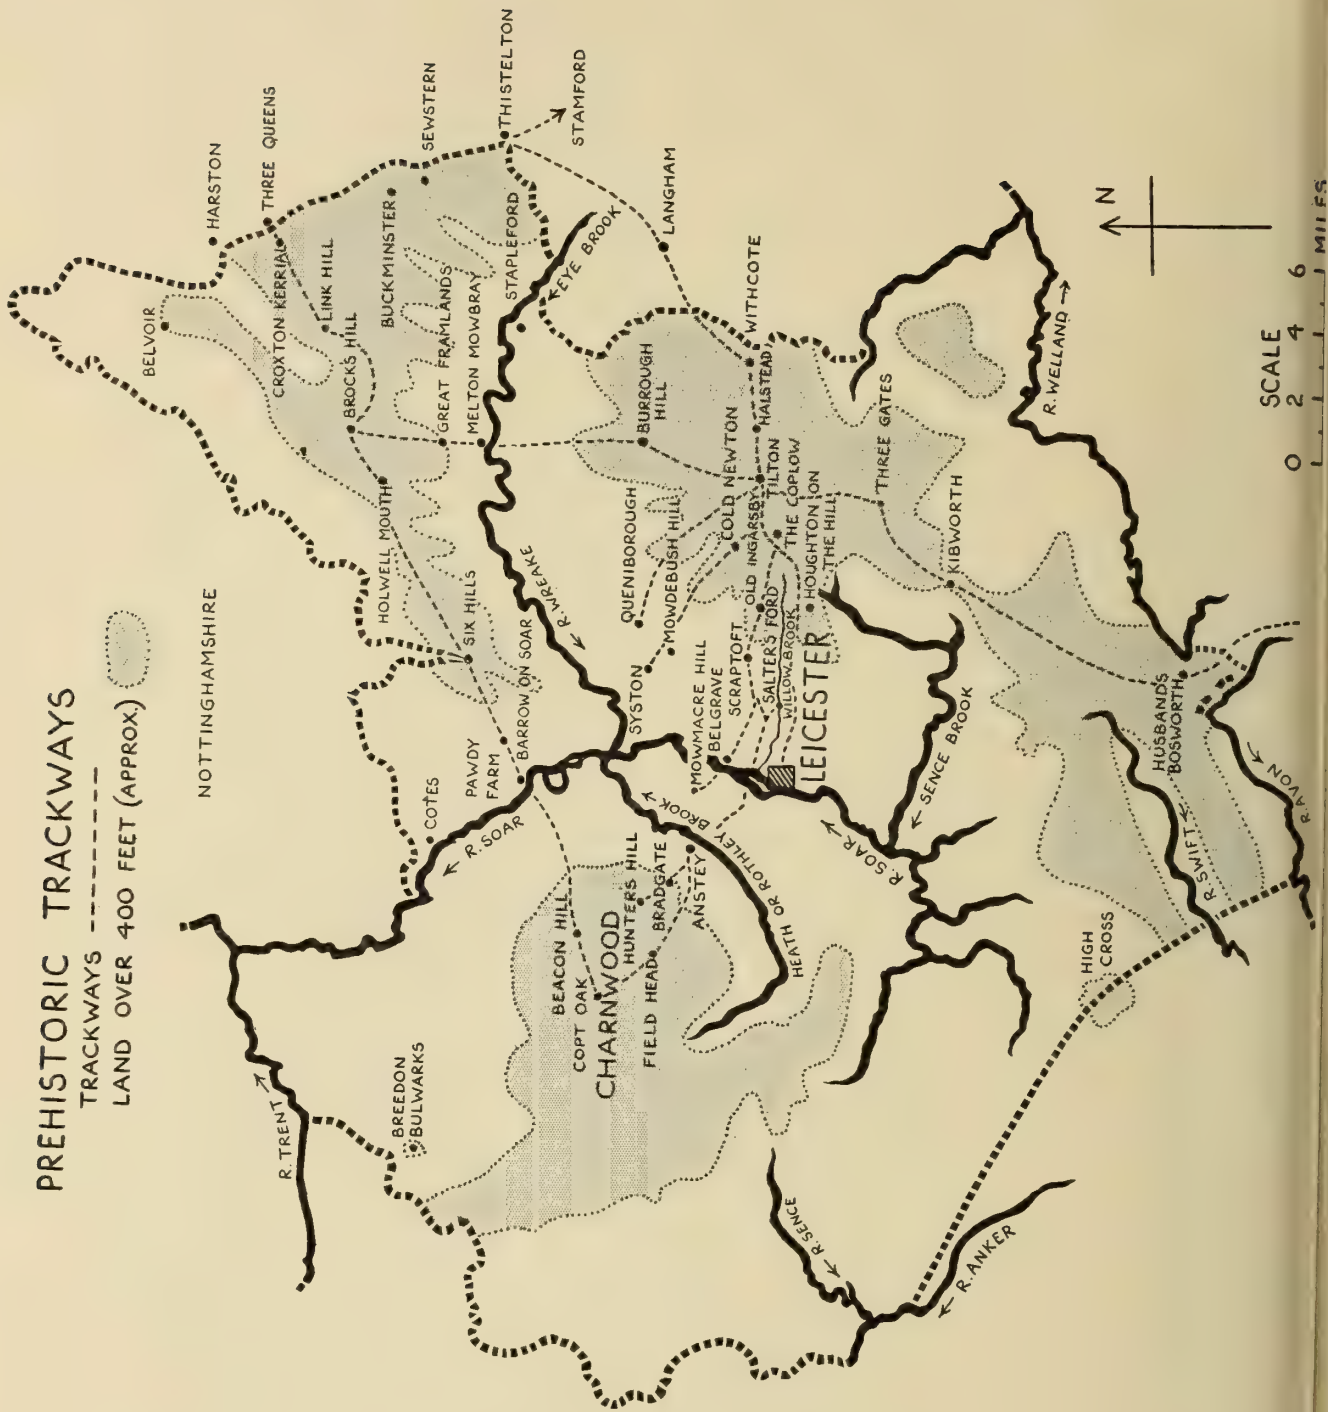 PREHISTORIC TRACKWAYS
TRACKWAYS --------
LAND OVER 400 FEET (APPROX.)
NOTTINGHAMSHIRE
R. TRENT
BREEDON
BULWARKS
BELVOIR
HARSTON
THREE QUEENS
CROXTON KERRIAL
LINK HILL
BROCKS HILL
BUCKMINSTER
SEWSTERN
THISTELTON
STAMFORD
HOLWELL MOUTH
GREAT FRAMLANDS
MELTON MOWBRAY
STAPLEFORD
EYE BROOK
SIX HILLS
COTES
R. SOAR
PAWDY
FARM
BARROW ON SOAR
R. WREAKE
LANGHAM
BURROUGH
HILL
WITHCOTE
HALSTEAD
QUENIBOROUGH
MOWDEBUSH HILL
COLD NEWTON
SYSTON
OLD INGARSBY
TILTON
THE COPLOW
HOUGHTON ON
THE HILL
MOWMACRE HILL
BELGRAVE
SCRAPTOFT
SALTER'S FORD
WILLOW BROOK
LEICESTER
BEACON HILL
COPT OAK
CHARNWOOD
HUNTERS HILL
FIELD HEAD
BRADGATE
ANSTEY
HEATH OR ROTHLEY BROOK
THREE GATES
KIBWORTH
SENCE BROOK
R. SOAR
R. WELLAND
HUSBANDS
BOSWORTH
R. SWIFT
R. AVON
HIGH
CROSS
R. SENCE
R. ANKER
N
SCALE
0 2 4 6 MILES